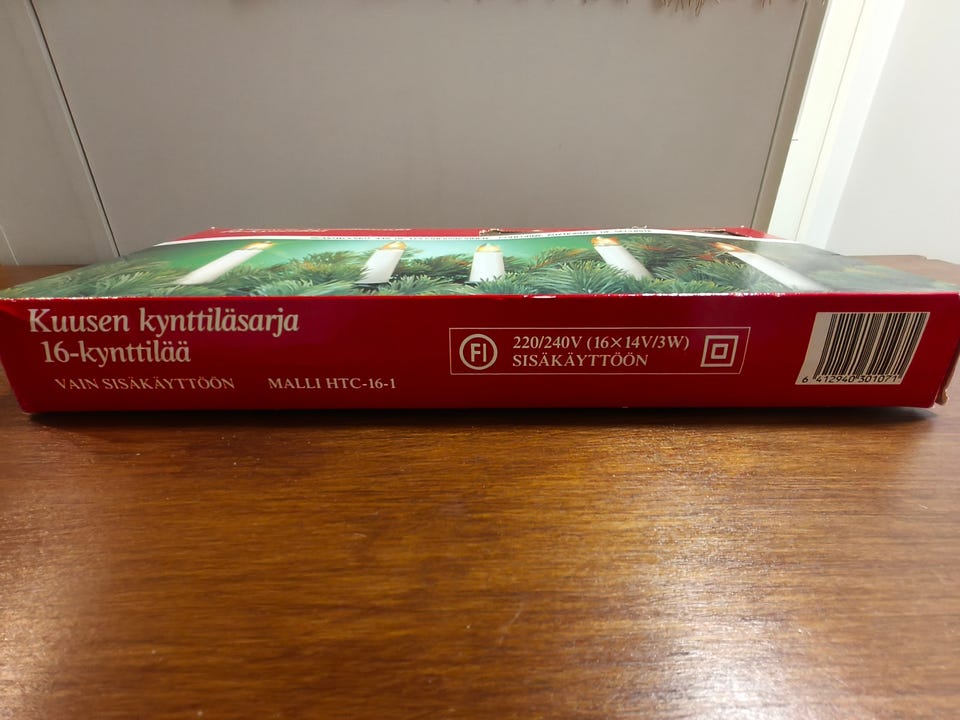 Kuusen kynttiläsarja
16-kynttilää
VAIN SISÄKÄYTTÖÖN MALLI HTC-16-1
FI
220/240V (16×14V/3W)
SISÄKÄYTTÖÖN
6 412940 301071